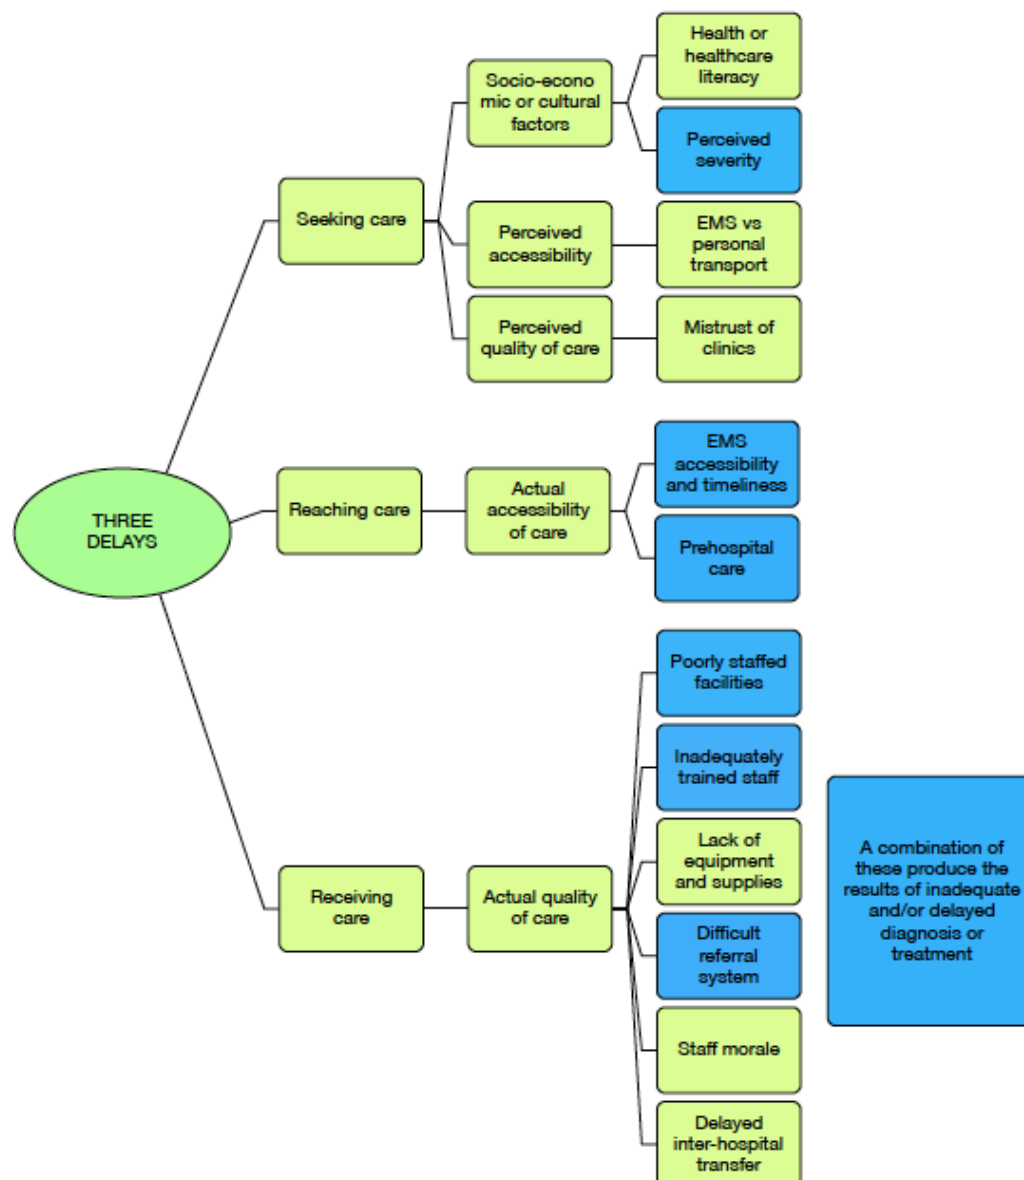 Health or
healthcare
literacy
Socio-econo
mic or cultural
factors
Perceived
severity
Seeking care
Perceived
accessibility
EMS vs
personal
transport
Perceived
quality of care
Mistrust of
clinics
THREE
DELAYS
Reaching care
Actual
accessibility
of care
EMS
accessibility
and timeliness
Prehospital
care
Poorly staffed
facilities
Inadequately
trained staff
Receiving
care
Actual quality
of care
Lack of
equipment
and supplies
Difficult
referral
system
Staff morale
Delayed
inter-hospital
transfer
A combination of
these produce the
results of inadequate
and/or delayed
diagnosis or
treatment